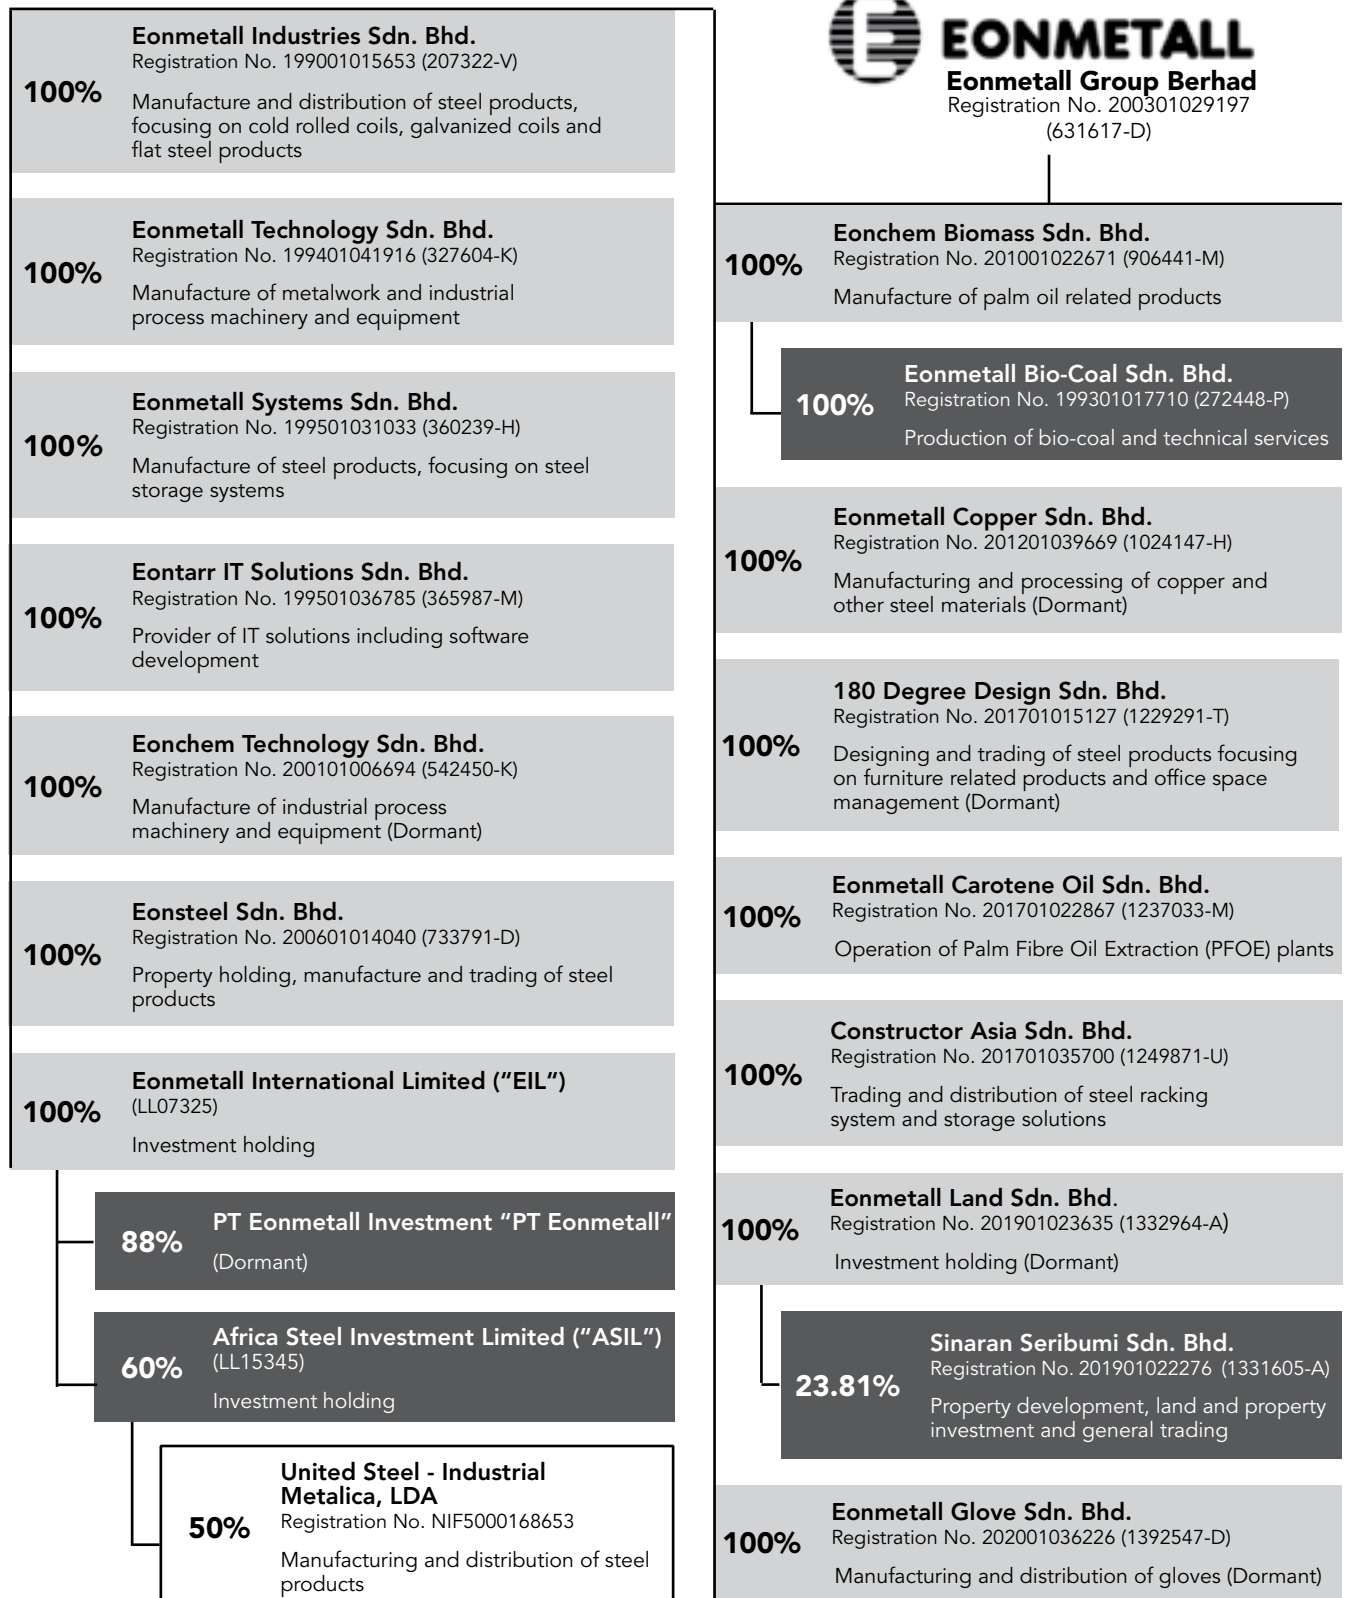 EONMETALL
Eonmetall Group Berhad
Registration No. 200301029197
(631617-D)
100%
Eonmetall Industries Sdn. Bhd.
Registration No. 199001015653 (207322-V)
Manufacture and distribution of steel products,
focusing on cold rolled coils, galvanized coils and
flat steel products
100%
Eonmetall Technology Sdn. Bhd.
Registration No. 199401041916 (327604-K)
Manufacture of metalwork and industrial
process machinery and equipment
100%
Eonmetall Systems Sdn. Bhd.
Registration No. 199501031033 (360239-H)
Manufacture of steel products, focusing on steel
storage systems
100%
Eontarr IT Solutions Sdn. Bhd.
Registration No. 199501036785 (365987-M)
Provider of IT solutions including software
development
100%
Eonchem Technology Sdn. Bhd.
Registration No. 200101006694 (542450-K)
Manufacture of industrial process
machinery and equipment (Dormant)
100%
Eonsteel Sdn. Bhd.
Registration No. 200601014040 (733791-D)
Property holding, manufacture and trading of steel
products
100%
Eonmetall International Limited (“EIL”)
(LL07325)
Investment holding
88%
PT Eonmetall Investment “PT Eonmetall”
(Dormant)
60%
Africa Steel Investment Limited (“ASIL”)
(LL15345)
Investment holding
50%
United Steel - Industrial
Metalica, LDA
Registration No. NIF5000168653
Manufacturing and distribution of steel
products
100%
Eonchem Biomass Sdn. Bhd.
Registration No. 201001022671 (906441-M)
Manufacture of palm oil related products
100%
Eonmetall Bio-Coal Sdn. Bhd.
Registration No. 199301017710 (272448-P)
Production of bio-coal and technical services
100%
Eonmetall Copper Sdn. Bhd.
Registration No. 201201039669 (1024147-H)
Manufacturing and processing of copper and
other steel materials (Dormant)
100%
180 Degree Design Sdn. Bhd.
Registration No. 201701015127 (1229291-T)
Designing and trading of steel products focusing
on furniture related products and office space
management (Dormant)
100%
Eonmetall Carotene Oil Sdn. Bhd.
Registration No. 201701022867 (1237033-M)
Operation of Palm Fibre Oil Extraction (PFOE) plants
100%
Constructor Asia Sdn. Bhd.
Registration No. 201701035700 (1249871-U)
Trading and distribution of steel racking
system and storage solutions
100%
Eonmetall Land Sdn. Bhd.
Registration No. 201901023635 (1332964-A)
Investment holding (Dormant)
23.81%
Sinaran Seribumi Sdn. Bhd.
Registration No. 201901022276 (1331605-A)
Property development, land and property
investment and general trading
100%
Eonmetall Glove Sdn. Bhd.
Registration No. 202001036226 (1392547-D)
Manufacturing and distribution of gloves (Dormant)